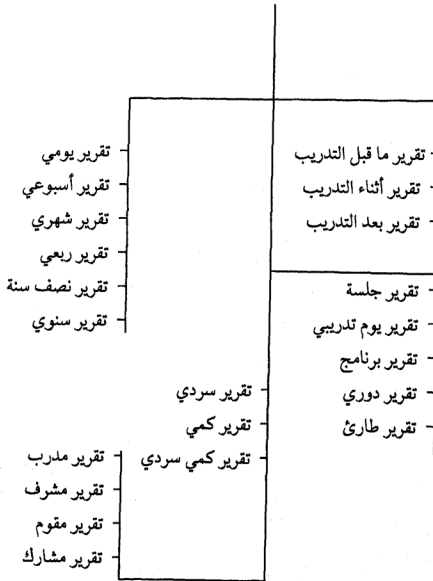 تقرير ما قبل التدريب
تقرير أثناء التدريب
تقرير بعد التدريب
تقرير جلسة
تقرير يوم تدريبي
تقرير برنامج
تقرير دوري
تقرير طارئ
تقرير سردي
تقرير كمي
تقرير كمي سردي
تقرير يومي
تقرير أسبوعي
تقرير شهري
تقرير ربعي
تقرير نصف سنة
تقرير سنوي
تقرير مدرب
تقرير مشرف
تقرير مقوم
تقرير مشارك